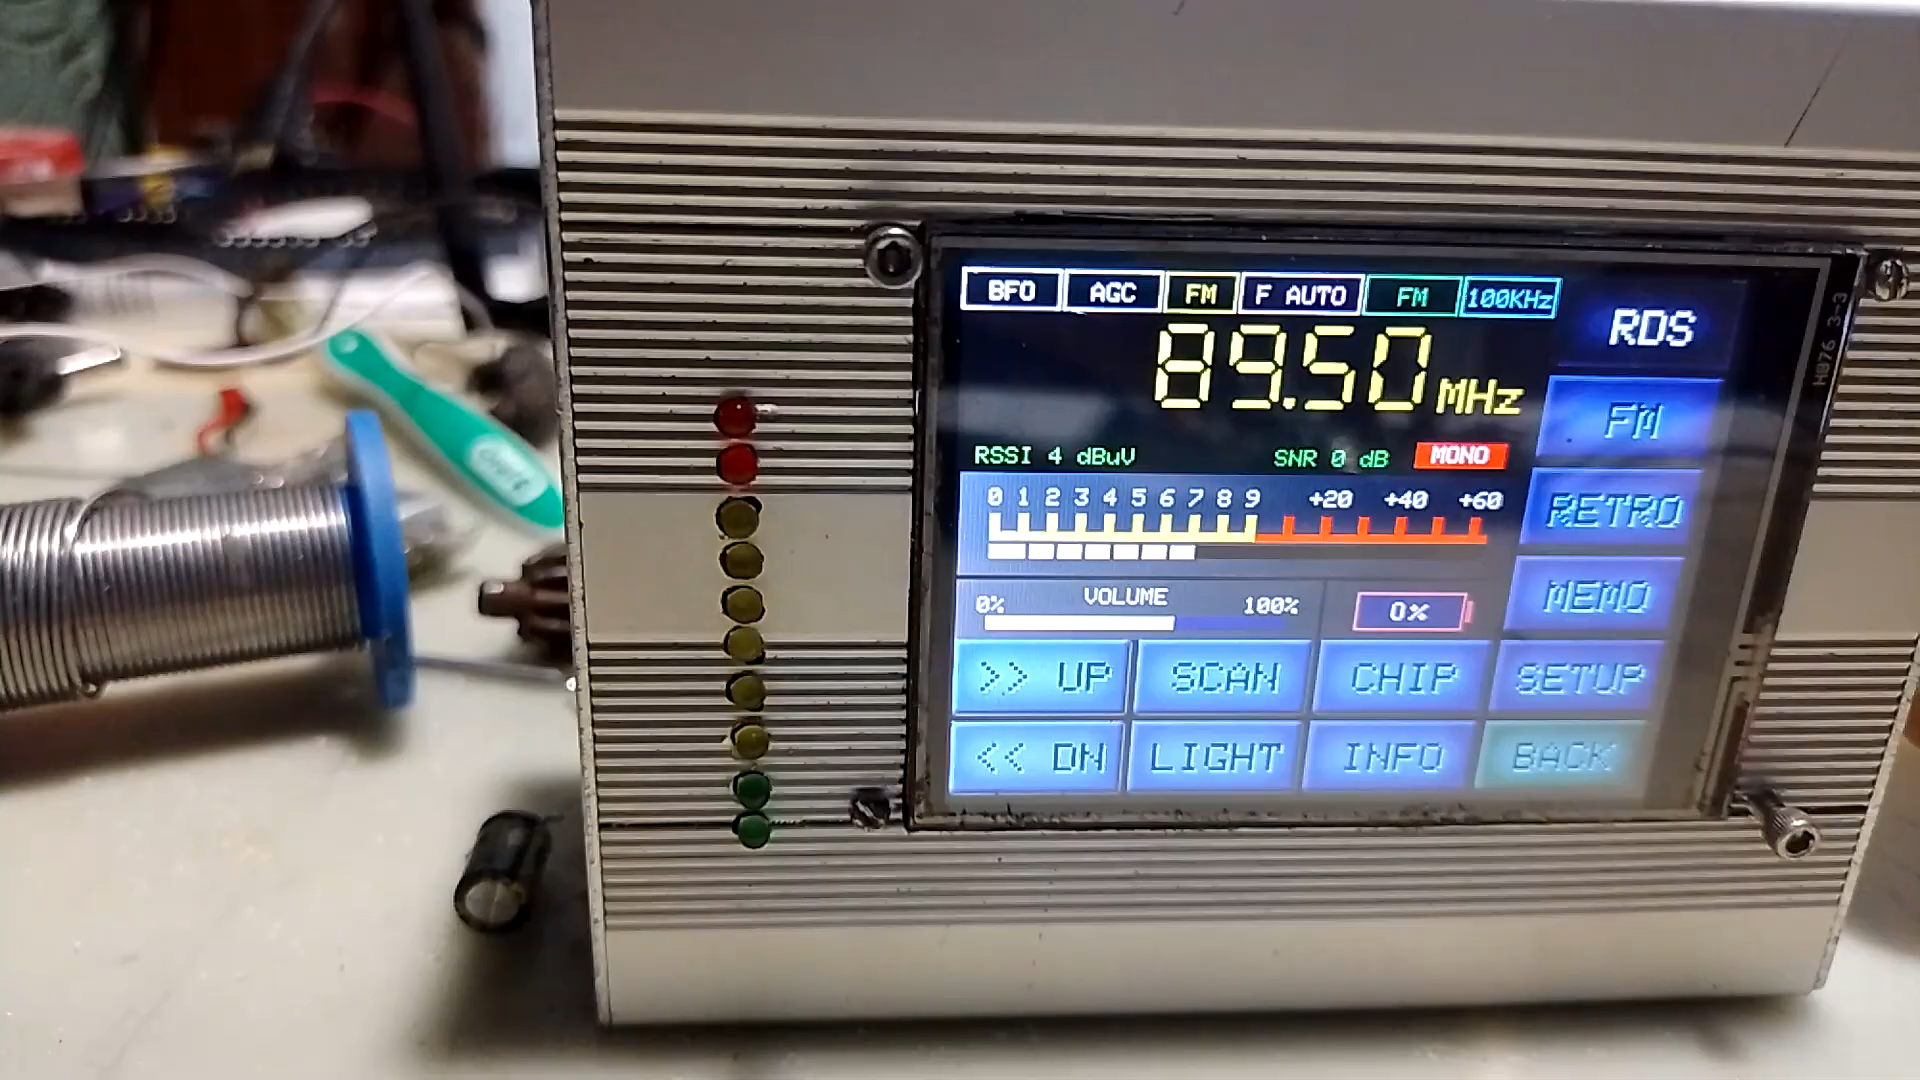 BFO AGC FM F AUTO FM 100KHz
RDS
89.50 MHz
FM
RSSI 4 dBuV SNR 0 dB MONO
0 1 2 3 4 5 6 7 8 9 +20 +40 +60
RETRO
0% VOLUME 100% 0%
MEMO
>> UP SCAN CHIP SETUP
<< DN LIGHT INFO BACK